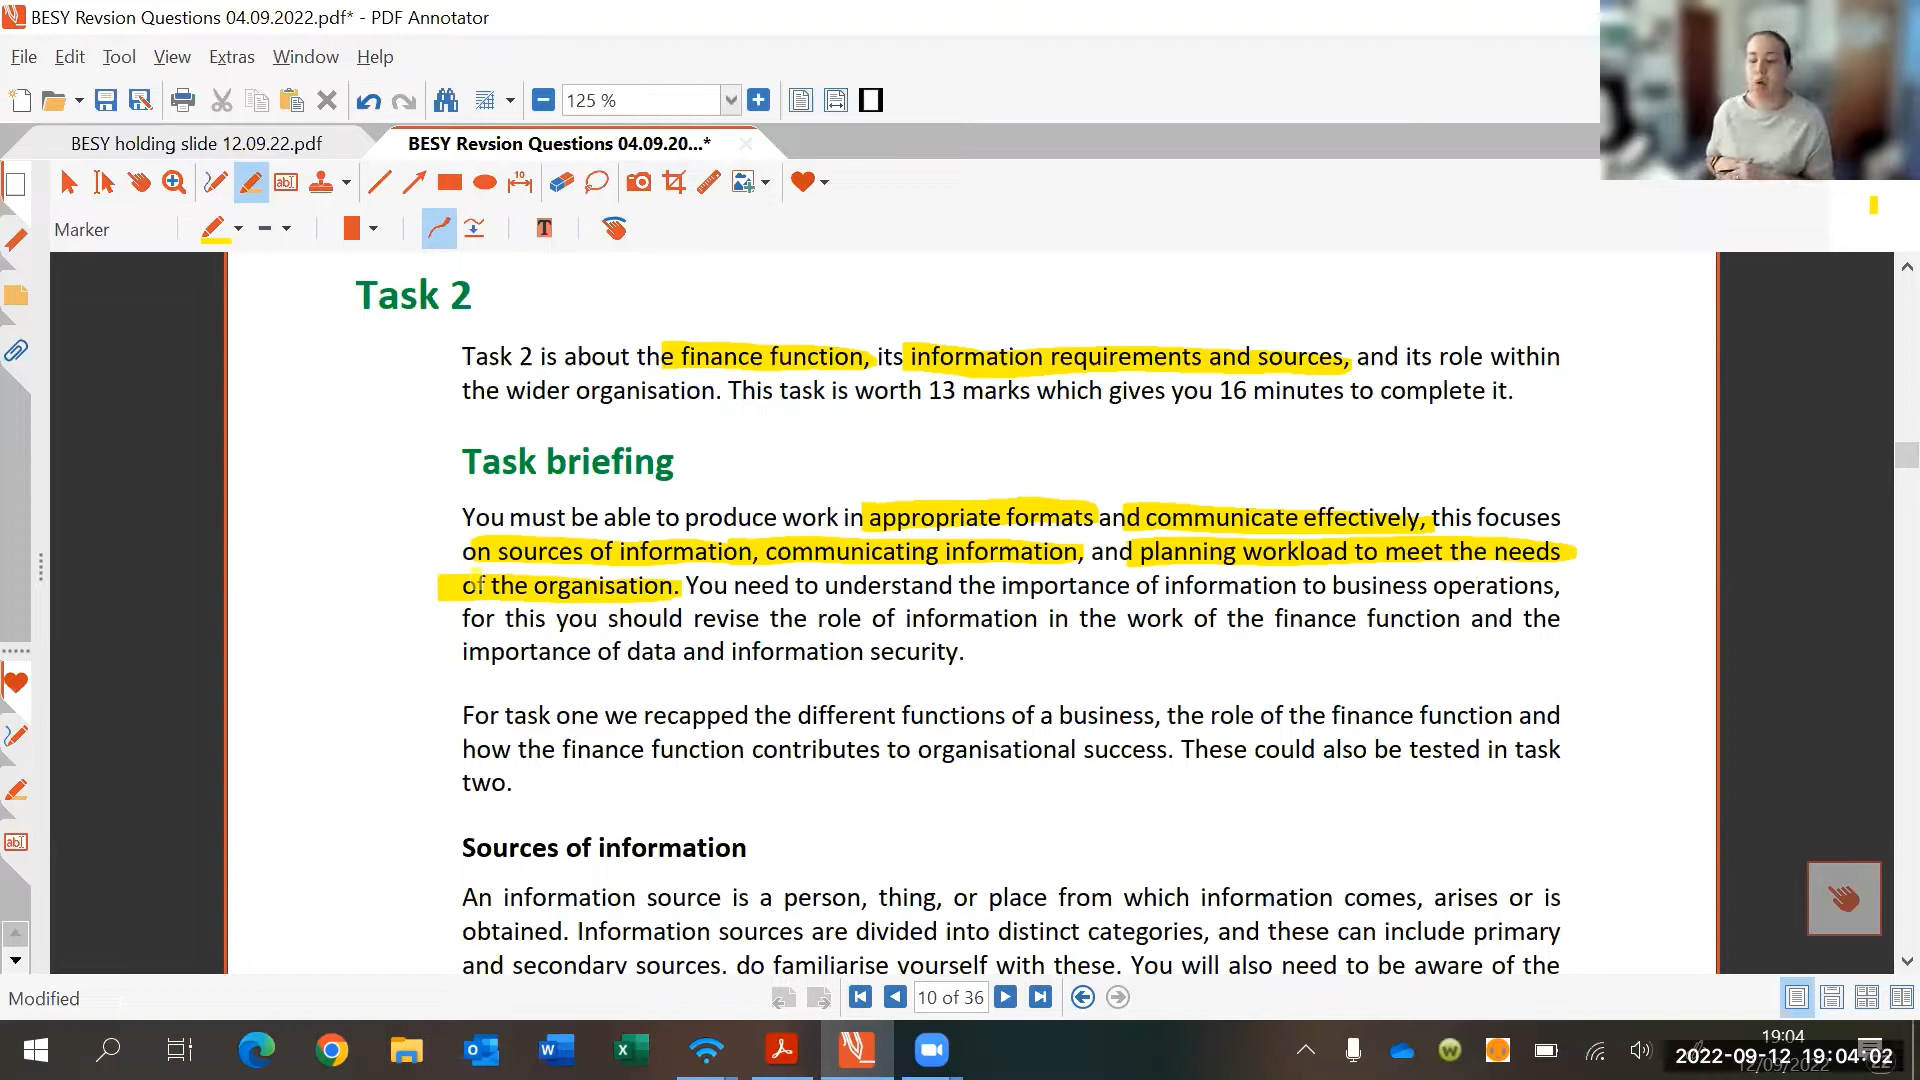 BESY Revsion Questions 04.09.2022.pdf* - PDF Annotator
File Edit Tool View Extras Window Help
125 %
BESY holding slide 12.09.22.pdf
BESY Revsion Questions 04.09.20...*
Marker
Task 2
Task 2 is about the finance function, its information requirements and sources, and its role within
the wider organisation. This task is worth 13 marks which gives you 16 minutes to complete it.
Task briefing
You must be able to produce work in appropriate formats and communicate effectively, this focuses
on sources of information, communicating information, and planning workload to meet the needs
of the organisation. You need to understand the importance of information to business operations,
for this you should revise the role of information in the work of the finance function and the
importance of data and information security.
For task one we recapped the different functions of a business, the role of the finance function and
how the finance function contributes to organisational success. These could also be tested in task
two.
Sources of information
An information source is a person, thing, or place from which information comes, arises or is
obtained. Information sources are divided into distinct categories, and these can include primary
and secondary sources, do familiarise yourself with these. You will also need to be aware of the
Modified
10 of 36
19:04
2022-09-12 19:04:02
12/09/2022
22